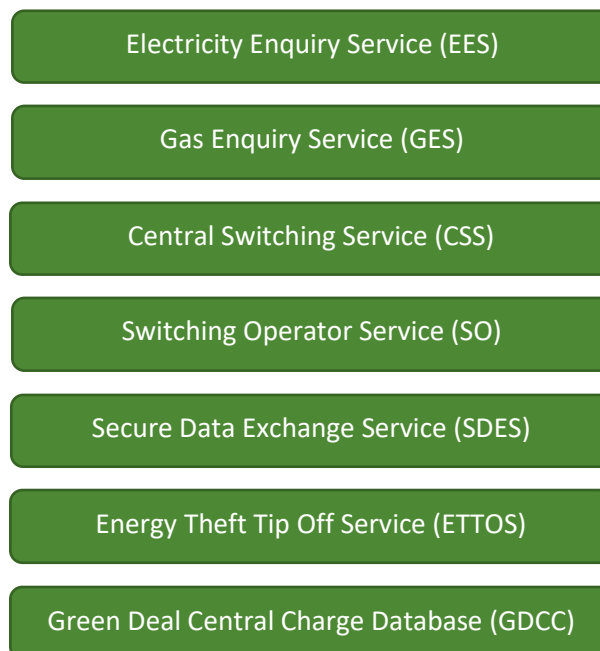 Electricity Enquiry Service (EES)
Gas Enquiry Service (GES)
Central Switching Service (CSS)
Switching Operator Service (SO)
Secure Data Exchange Service (SDES)
Energy Theft Tip Off Service (ETTOS)
Green Deal Central Charge Database (GDCC)